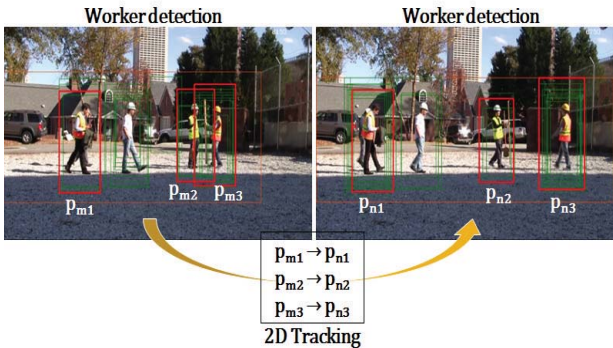 Worker detection
Worker detection
pm1
pm2
pm3
pn1
pn2
pn3
pm1→pn1
pm2→pn2
pm3→pn3
2D Tracking